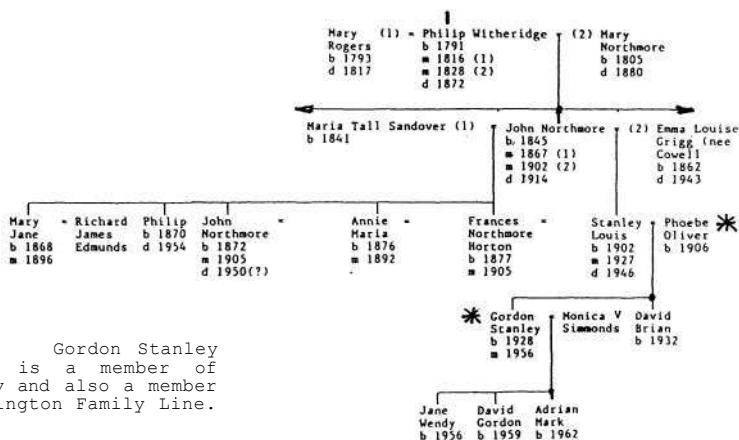 Mary (1) = Philip Witheridge = (2) Mary
Rogers b 1791 Northmore
b 1793 m 1816 (1) b 1805
d 1817 m 1828 (2) d 1880
d 1872
Maria Tall Sandover (1) = John Northmore = (2) Emma Louise
b 1841 b. 1845 Grigg (nee
m 1867 (1) Cowell
m 1902 (2) b 1862
d 1914 d 1943
Mary = Richard Philip John = Annie = Frances = Stanley = Phoebe
Jane James b 1870 Northmore Maria Northmore Louis Oliver
b 1868 Edmunds d 1954 b 1872 b 1876 Horton b 1902 b 1906
m 1896 m 1905 m 1892 b 1877 m 1927
d 1950(?) m 1905 d 1946
Gordon = Monica V David
Stanley Simmonds Brian
b 1928 b 1932
m 1956
Gordon Stanley
is a member of
y and also a member
ington Family Line.
Jane David Adrian
Wendy Gordon Mark
b 1956 b 1959 b 1962